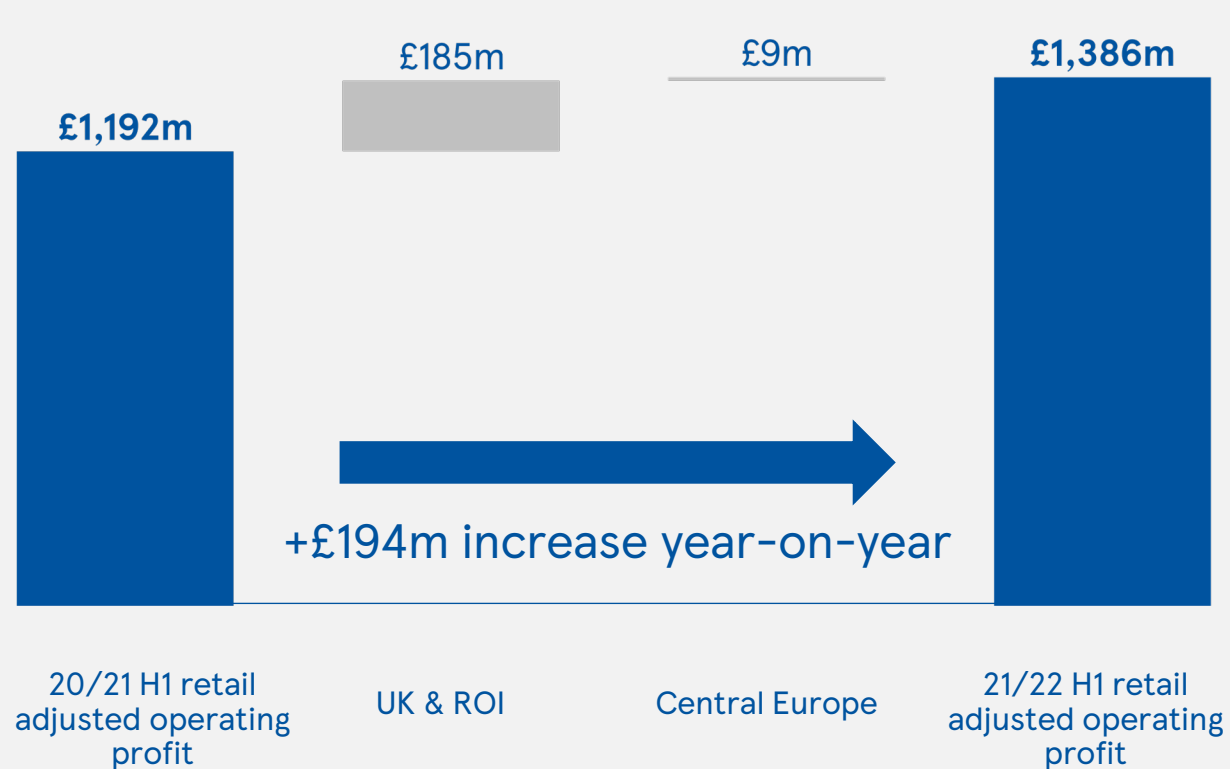 £1,192m
£185m
£9m
£1,386m
+£194m increase year-on-year
20/21 H1 retail
adjusted operating
profit
UK & ROI
Central Europe
21/22 H1 retail
adjusted operating
profit